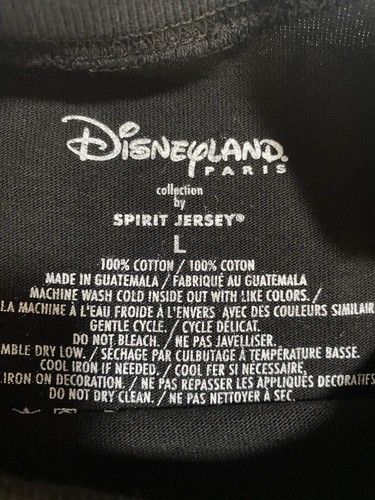 DISNEYLAND.
PARIS
collection
by
SPIRIT JERSEY®
L
100% COTTON / 100% COTON
MADE IN GUATEMALA / FABRIQUÉ AU GUATEMALA
MACHINE WASH COLD INSIDE OUT WITH LIKE COLORS. /
LA MACHINE À L'EAU FROIDE À L'ENVERS AVEC DES COULEURS SIMILAIR
GENTLE CYCLE. / CYCLE DÉLICAT.
DO NOT BLEACH. / NE PAS JAVELLISER.
MBLE DRY LOW. / SÉCHAGE PAR CULBUTAGE À TEMPÉRATURE BASSE.
COOL IRON IF NEEDED. / COOL FER SI NECESSAIRE,
IRON ON DECORATION. / NE PAS REPASSER LES APPLIQUÉS DECORATIFS
DO NOT DRY CLEAN. / NE PAS NETTOYER À SEC.